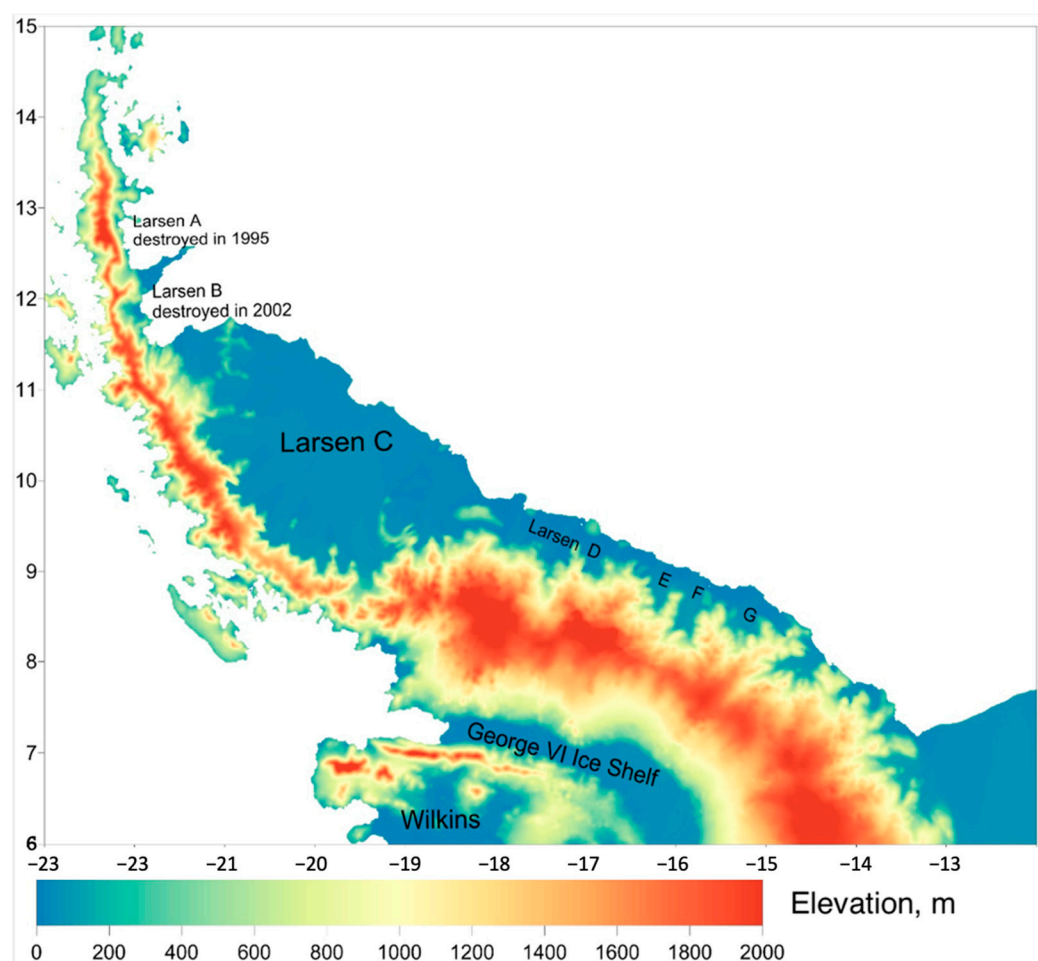 15
14
13
Larsen A
destroyed in 1995
12
Larsen B
destroyed in 2002
11
Larsen C
10
Larsen D
9
E
F
G
8
7
George VI Ice Shelf
Wilkins
6
−23 −23 −21 −20 −19 −18 −17 −16 −15 −14 −13
Elevation, m
0 200 400 600 800 1000 1200 1400 1600 1800 2000